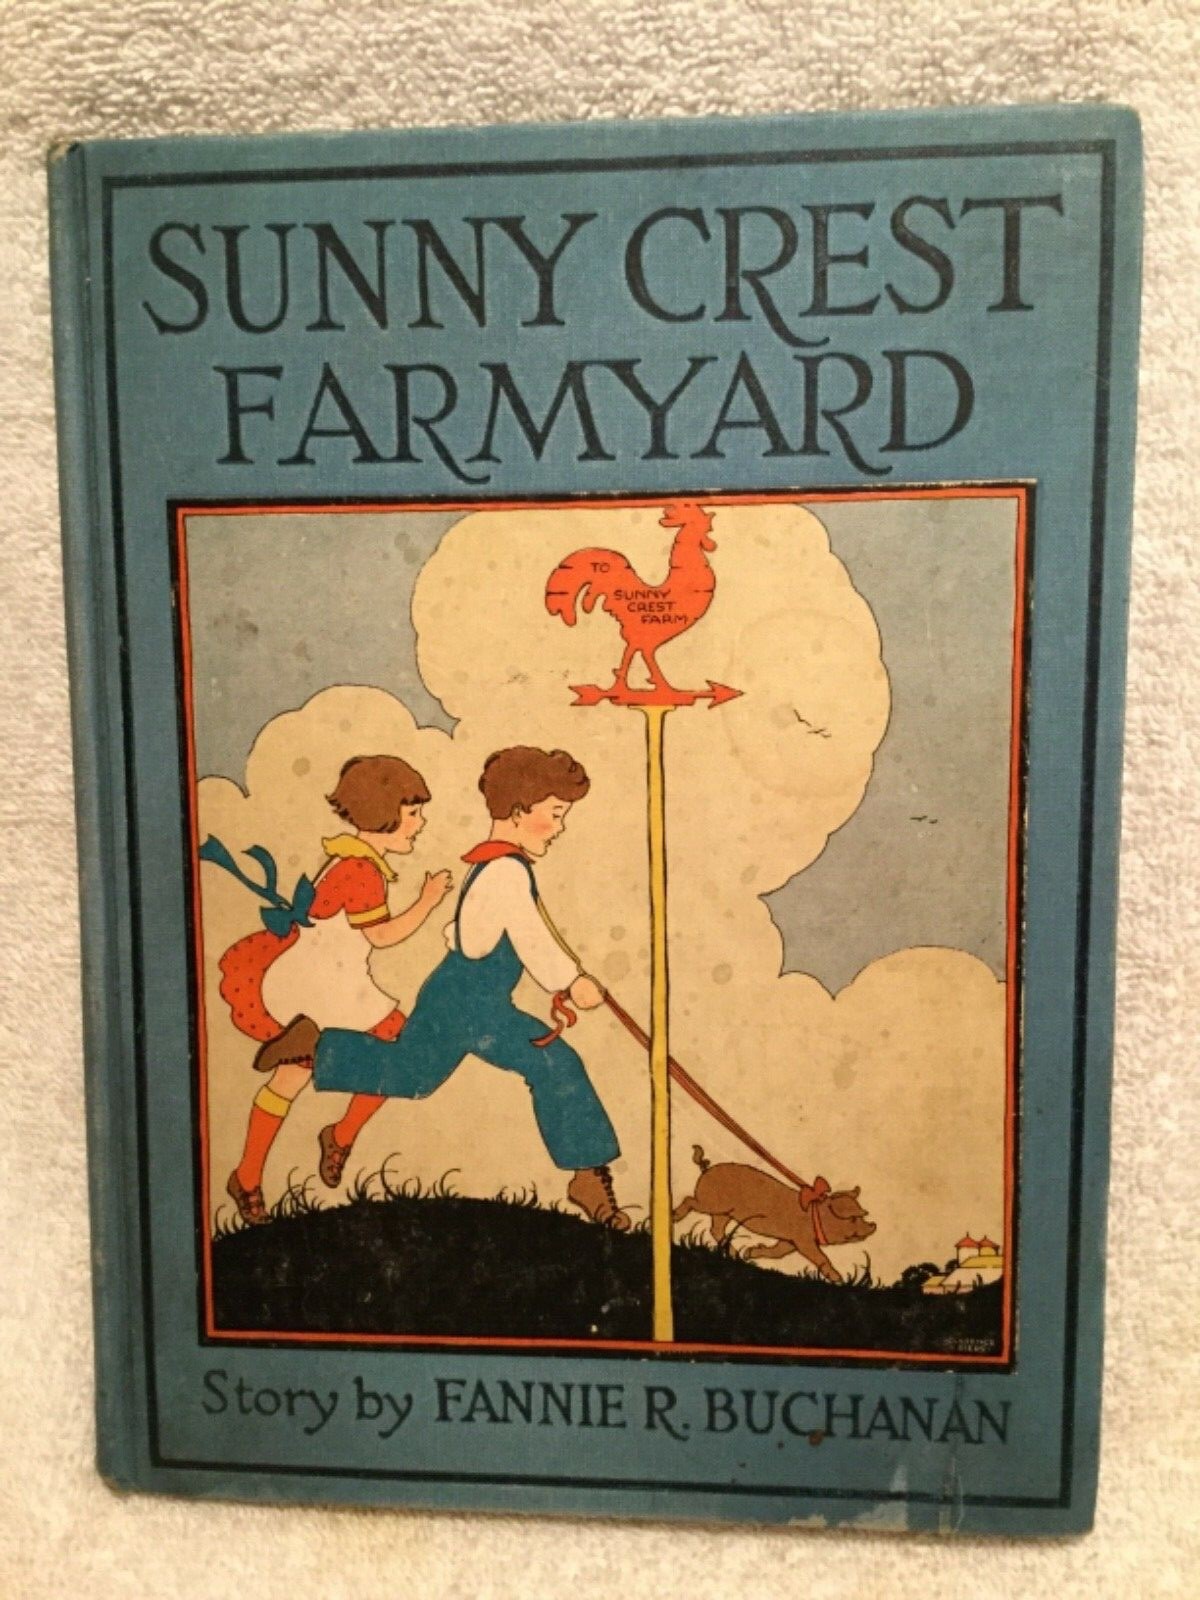 SUNNY CREST
FARMYARD
TO
SUNNY
CREST
FARM
Story by FANNIE R. BUCHANAN